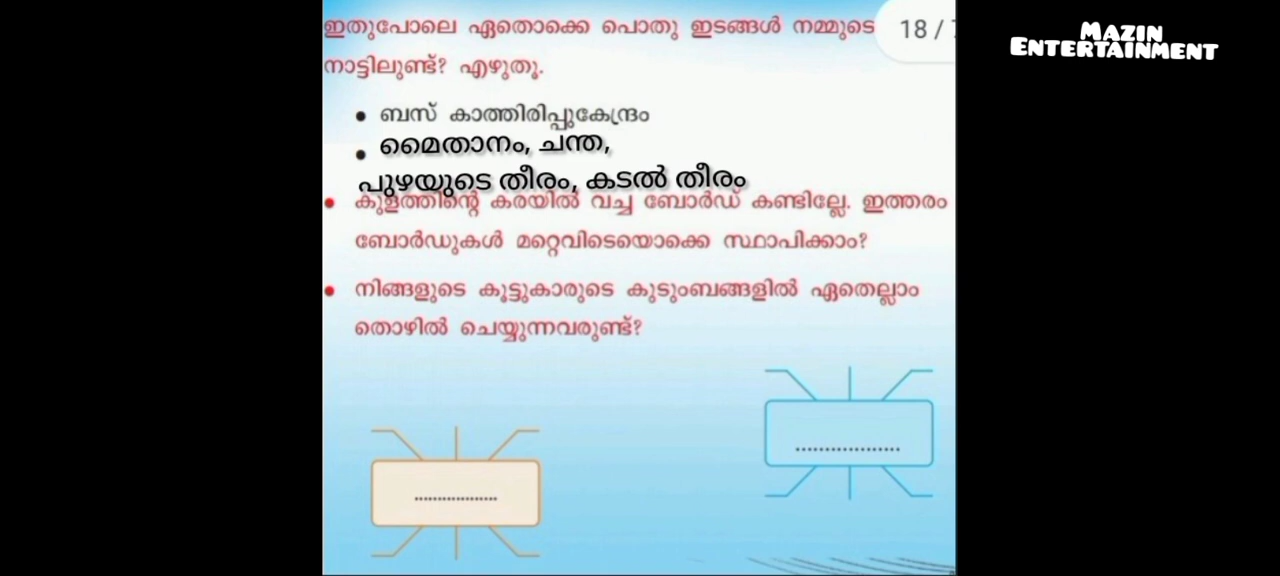 ഇതുപോലെ ഏതൊക്കെ പൊതു ഇടങ്ങൾ നമ്മുടെ
നാട്ടിലുണ്ട്? എഴുതൂ.
• ബസ് കാത്തിരിപ്പുകേന്ദ്രം
• മൈതാനം, ചന്ത,
പുഴയുടെ തീരം, കടൽ തീരം
• കുളത്തിന്റെ കരയിൽ വച്ച ബോർഡ് കണ്ടില്ലേ. ഇത്തരം
ബോർഡുകൾ മറ്റെവിടെയൊക്കെ സ്ഥാപിക്കാം?
• നിങ്ങളുടെ കൂട്ടുകാരുടെ കുടുംബങ്ങളിൽ ഏതെല്ലാം
തൊഴിൽ ചെയ്യുന്നവരുണ്ട്?
..................
.................
18 /
MAZIN
ENTERTAINMENT